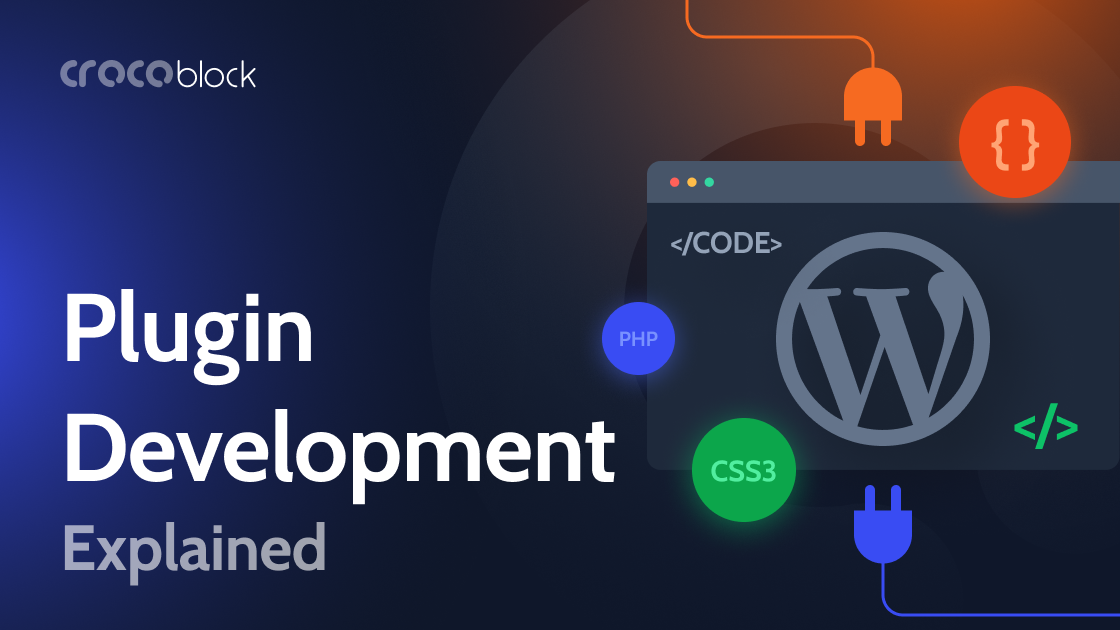 crocoblock
{ }
</CODE>
PHP
</>
CSS3
Plugin
Development
Explained